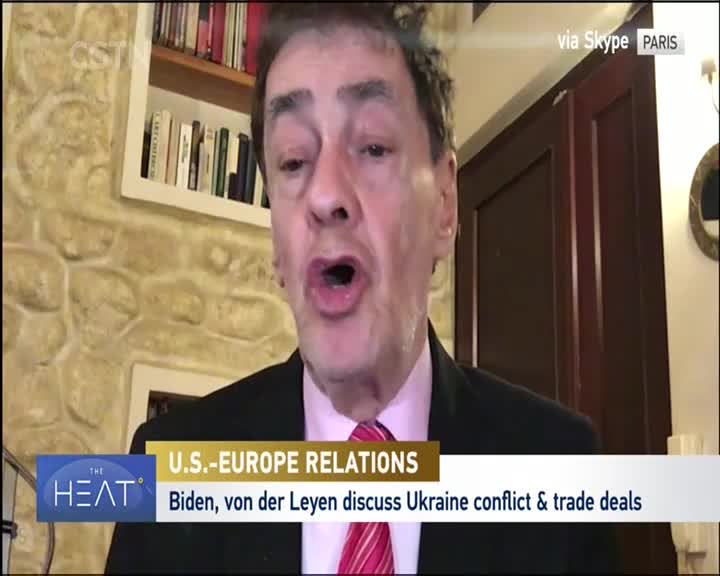 CGTN
via Skype PARIS
U.S.-EUROPE RELATIONS
THE
HEAT
Biden, von der Leyen discuss Ukraine conflict & trade deals